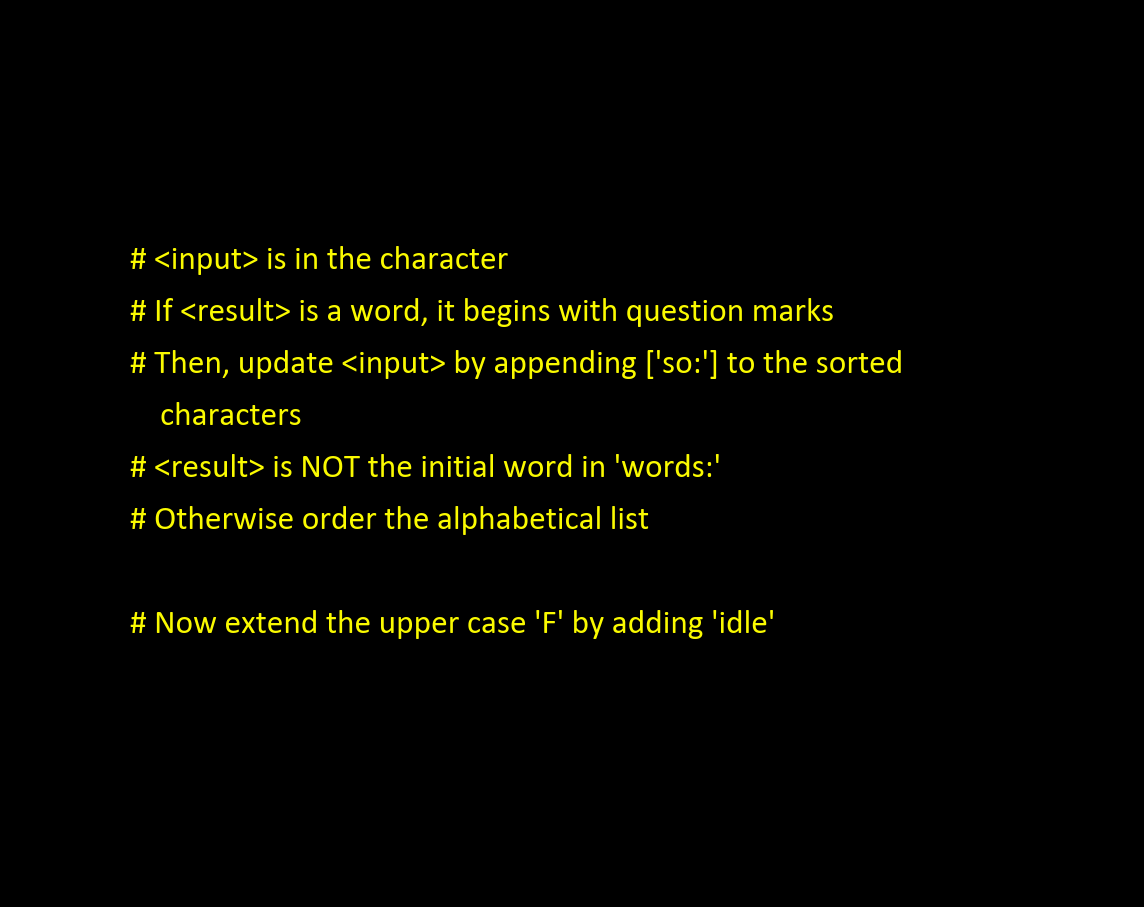 # <input> is in the character
# If <result> is a word, it begins with question marks
# Then, update <input> by appending ['so:'] to the sorted
characters
# <result> is NOT the initial word in 'words:'
# Otherwise order the alphabetical list
# Now extend the upper case 'F' by adding 'idle'